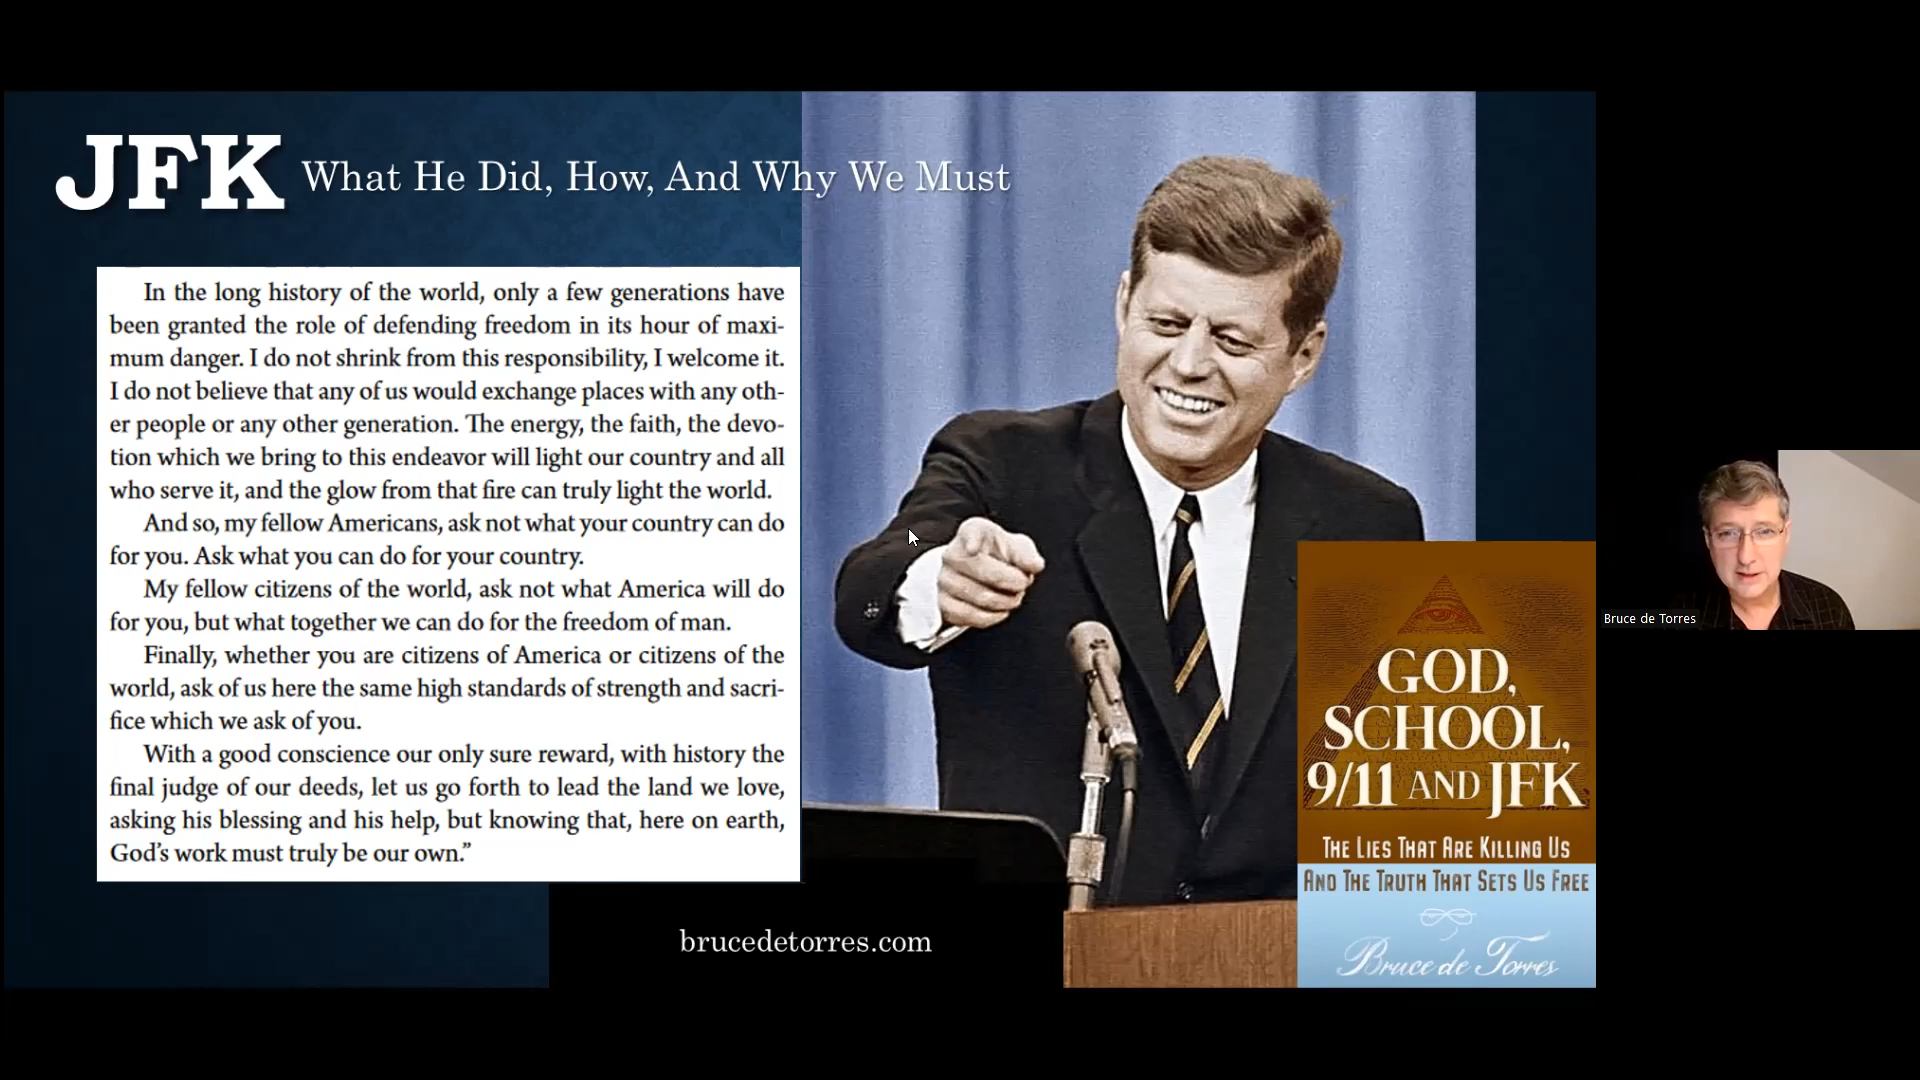 JFK What He Did, How, And Why We Must
In the long history of the world, only a few generations have
been granted the role of defending freedom in its hour of maxi-
mum danger. I do not shrink from this responsibility, I welcome it.
I do not believe that any of us would exchange places with any oth-
er people or any other generation. The energy, the faith, the devo-
tion which we bring to this endeavor will light our country and all
who serve it, and the glow from that fire can truly light the world.
And so, my fellow Americans, ask not what your country can do
for you. Ask what you can do for your country.
My fellow citizens of the world, ask not what America will do
for you, but what together we can do for the freedom of man.
Finally, whether you are citizens of America or citizens of the
world, ask of us here the same high standards of strength and sacri-
fice which we ask of you.
With a good conscience our only sure reward, with history the
final judge of our deeds, let us go forth to lead the land we love,
asking his blessing and his help, but knowing that, here on earth,
God's work must truly be our own.”
brucedetorres.com
GOD,
SCHOOL,
9/11 AND JFK
THE LIES THAT ARE KILLING US
AND THE TRUTH THAT SETS US FREE
Bruce de Torres
Bruce de Torres